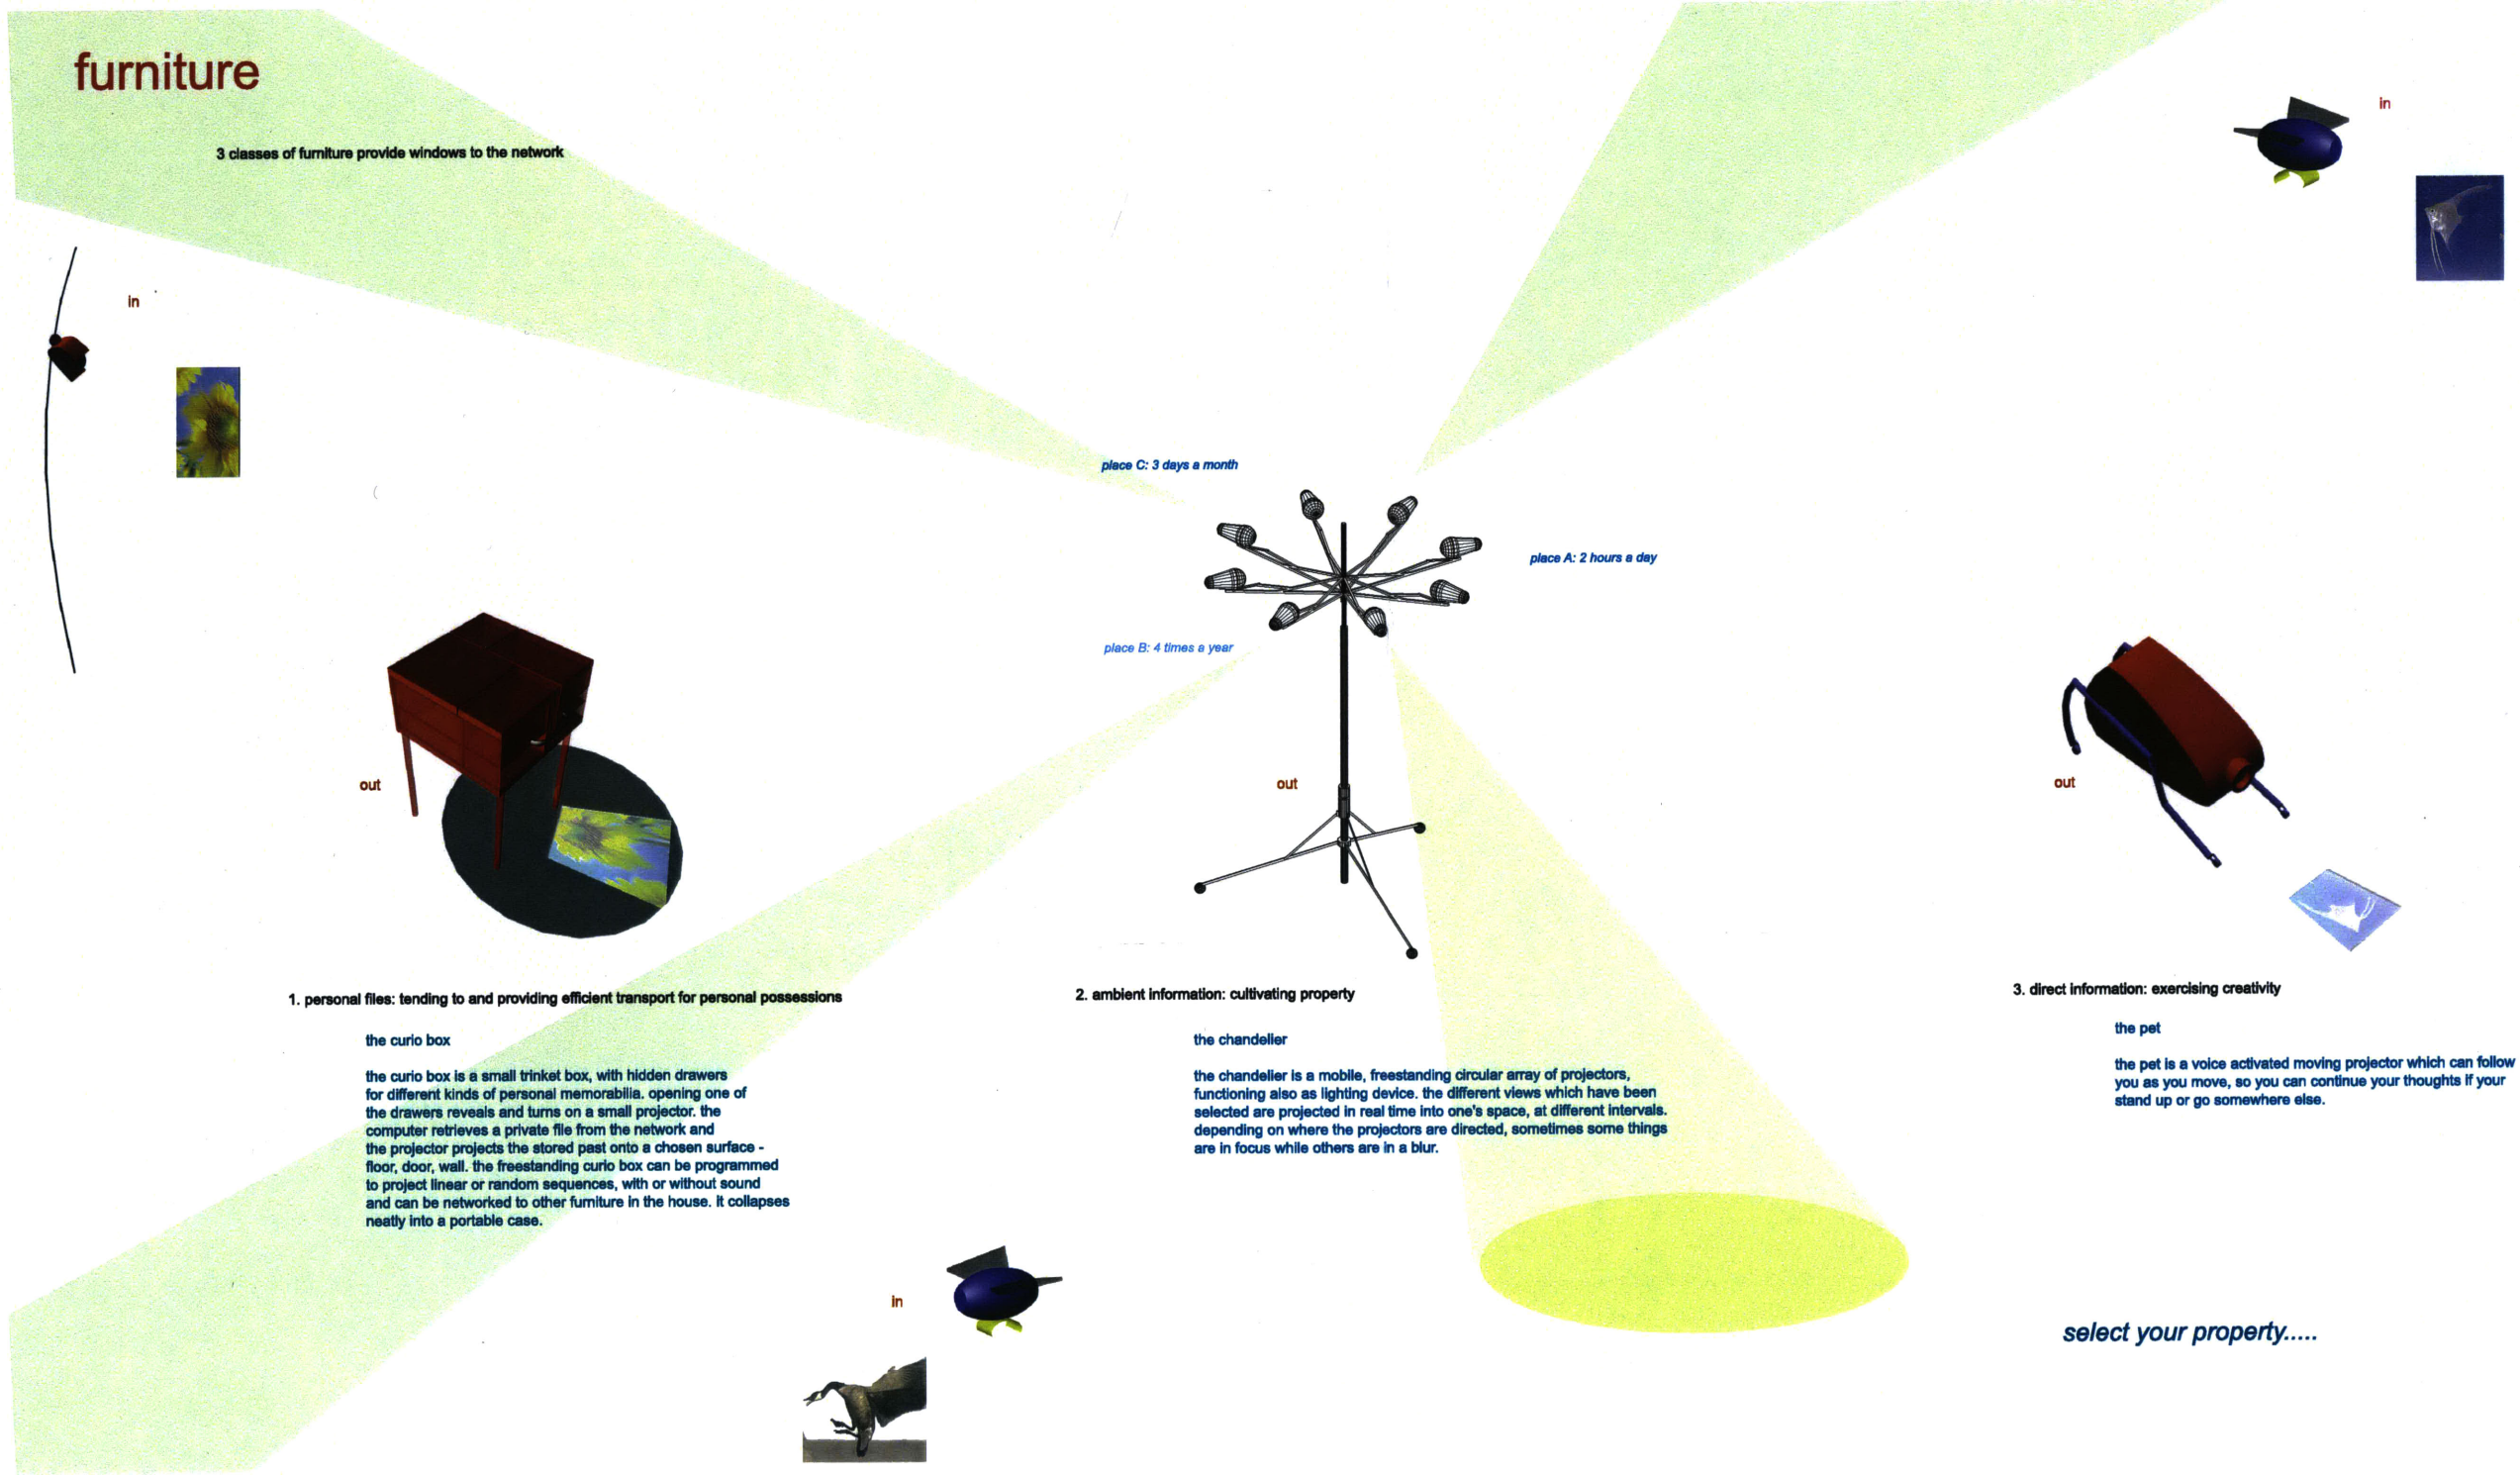 furniture
3 classes of furniture provide windows to the network
in
in
place C: 3 days a month
place A: 2 hours a day
place B: 4 times a year
out
out
out
1. personal files: tending to and providing efficient transport for personal possessions
the curio box
the curio box is a small trinket box, with hidden drawers
for different kinds of personal memorabilia. opening one of
the drawers reveals and turns on a small projector. the
computer retrieves a private file from the network and
the projector projects the stored past onto a chosen surface -
floor, door, wall. the freestanding curio box can be programmed
to project linear or random sequences, with or without sound
and can be networked to other furniture in the house. it collapses
neatly into a portable case.
2. ambient information: cultivating property
the chandelier
the chandelier is a mobile, freestanding circular array of projectors,
functioning also as lighting device. the different views which have been
selected are projected in real time into one's space, at different intervals.
depending on where the projectors are directed, sometimes some things
are in focus while others are in a blur.
3. direct information: exercising creativity
the pet
the pet is a voice activated moving projector which can follow
you as you move, so you can continue your thoughts if your
stand up or go somewhere else.
in
select your property.....